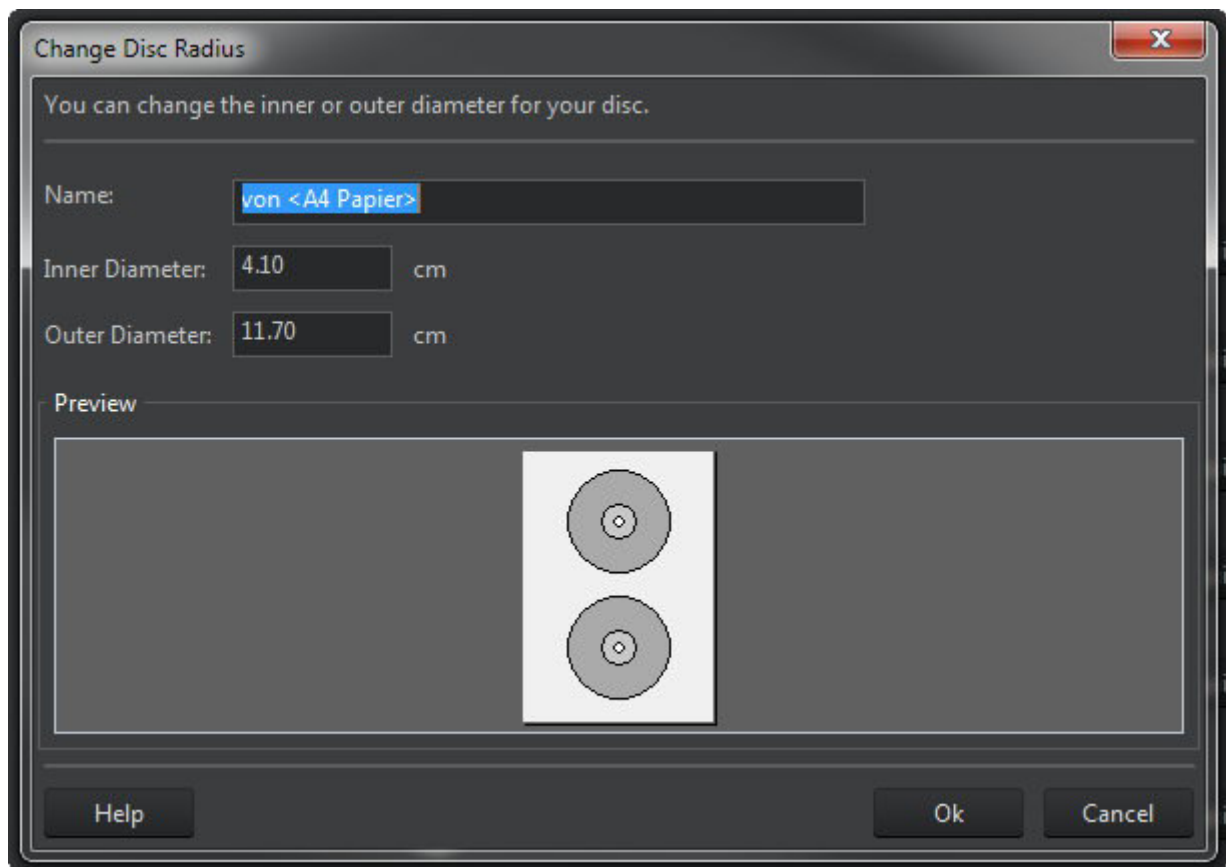 Change Disc Radius
You can change the inner or outer diameter for your disc.
Name: von <A4 Papier>
Inner Diameter: 4.10 cm
Outer Diameter: 11.70 cm
Preview
Help Ok Cancel